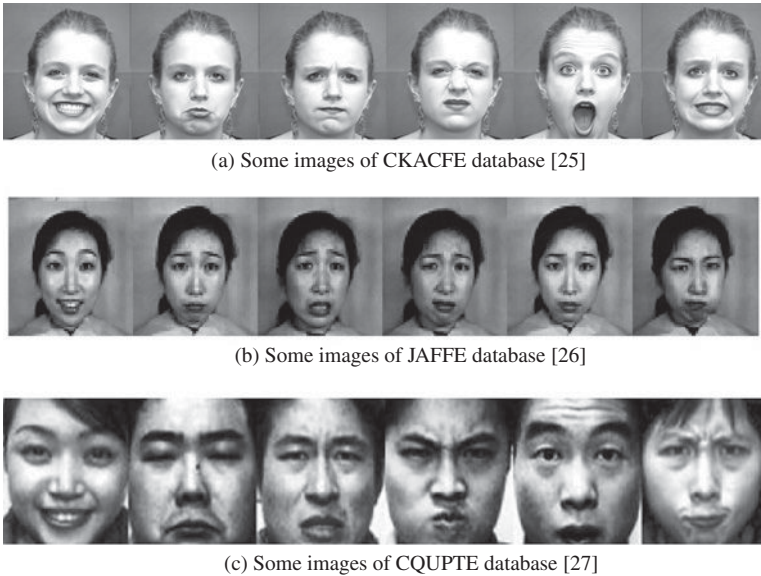 (a) Some images of CKACFE database [25]
(b) Some images of JAFFE database [26]
(c) Some images of CQUPTE database [27]